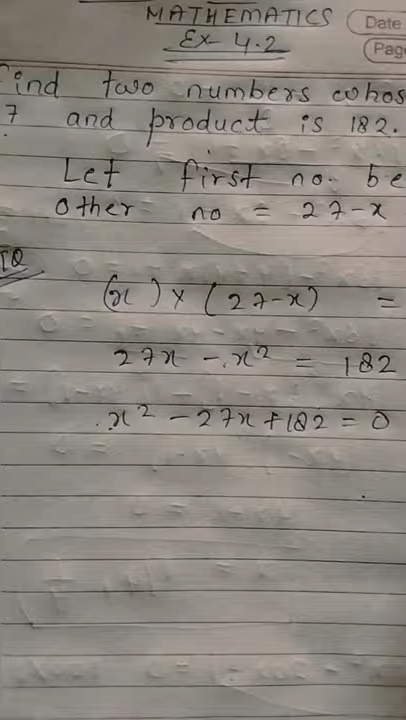 MATHEMATICS
Date
Ex- 4.2
Page
Find two numbers whos
7 and product is 182.
Let first no. be
other no = 27-x
TQ
(x) × (27-x) =
27x - x² = 182
x² - 27x + 182 = 0